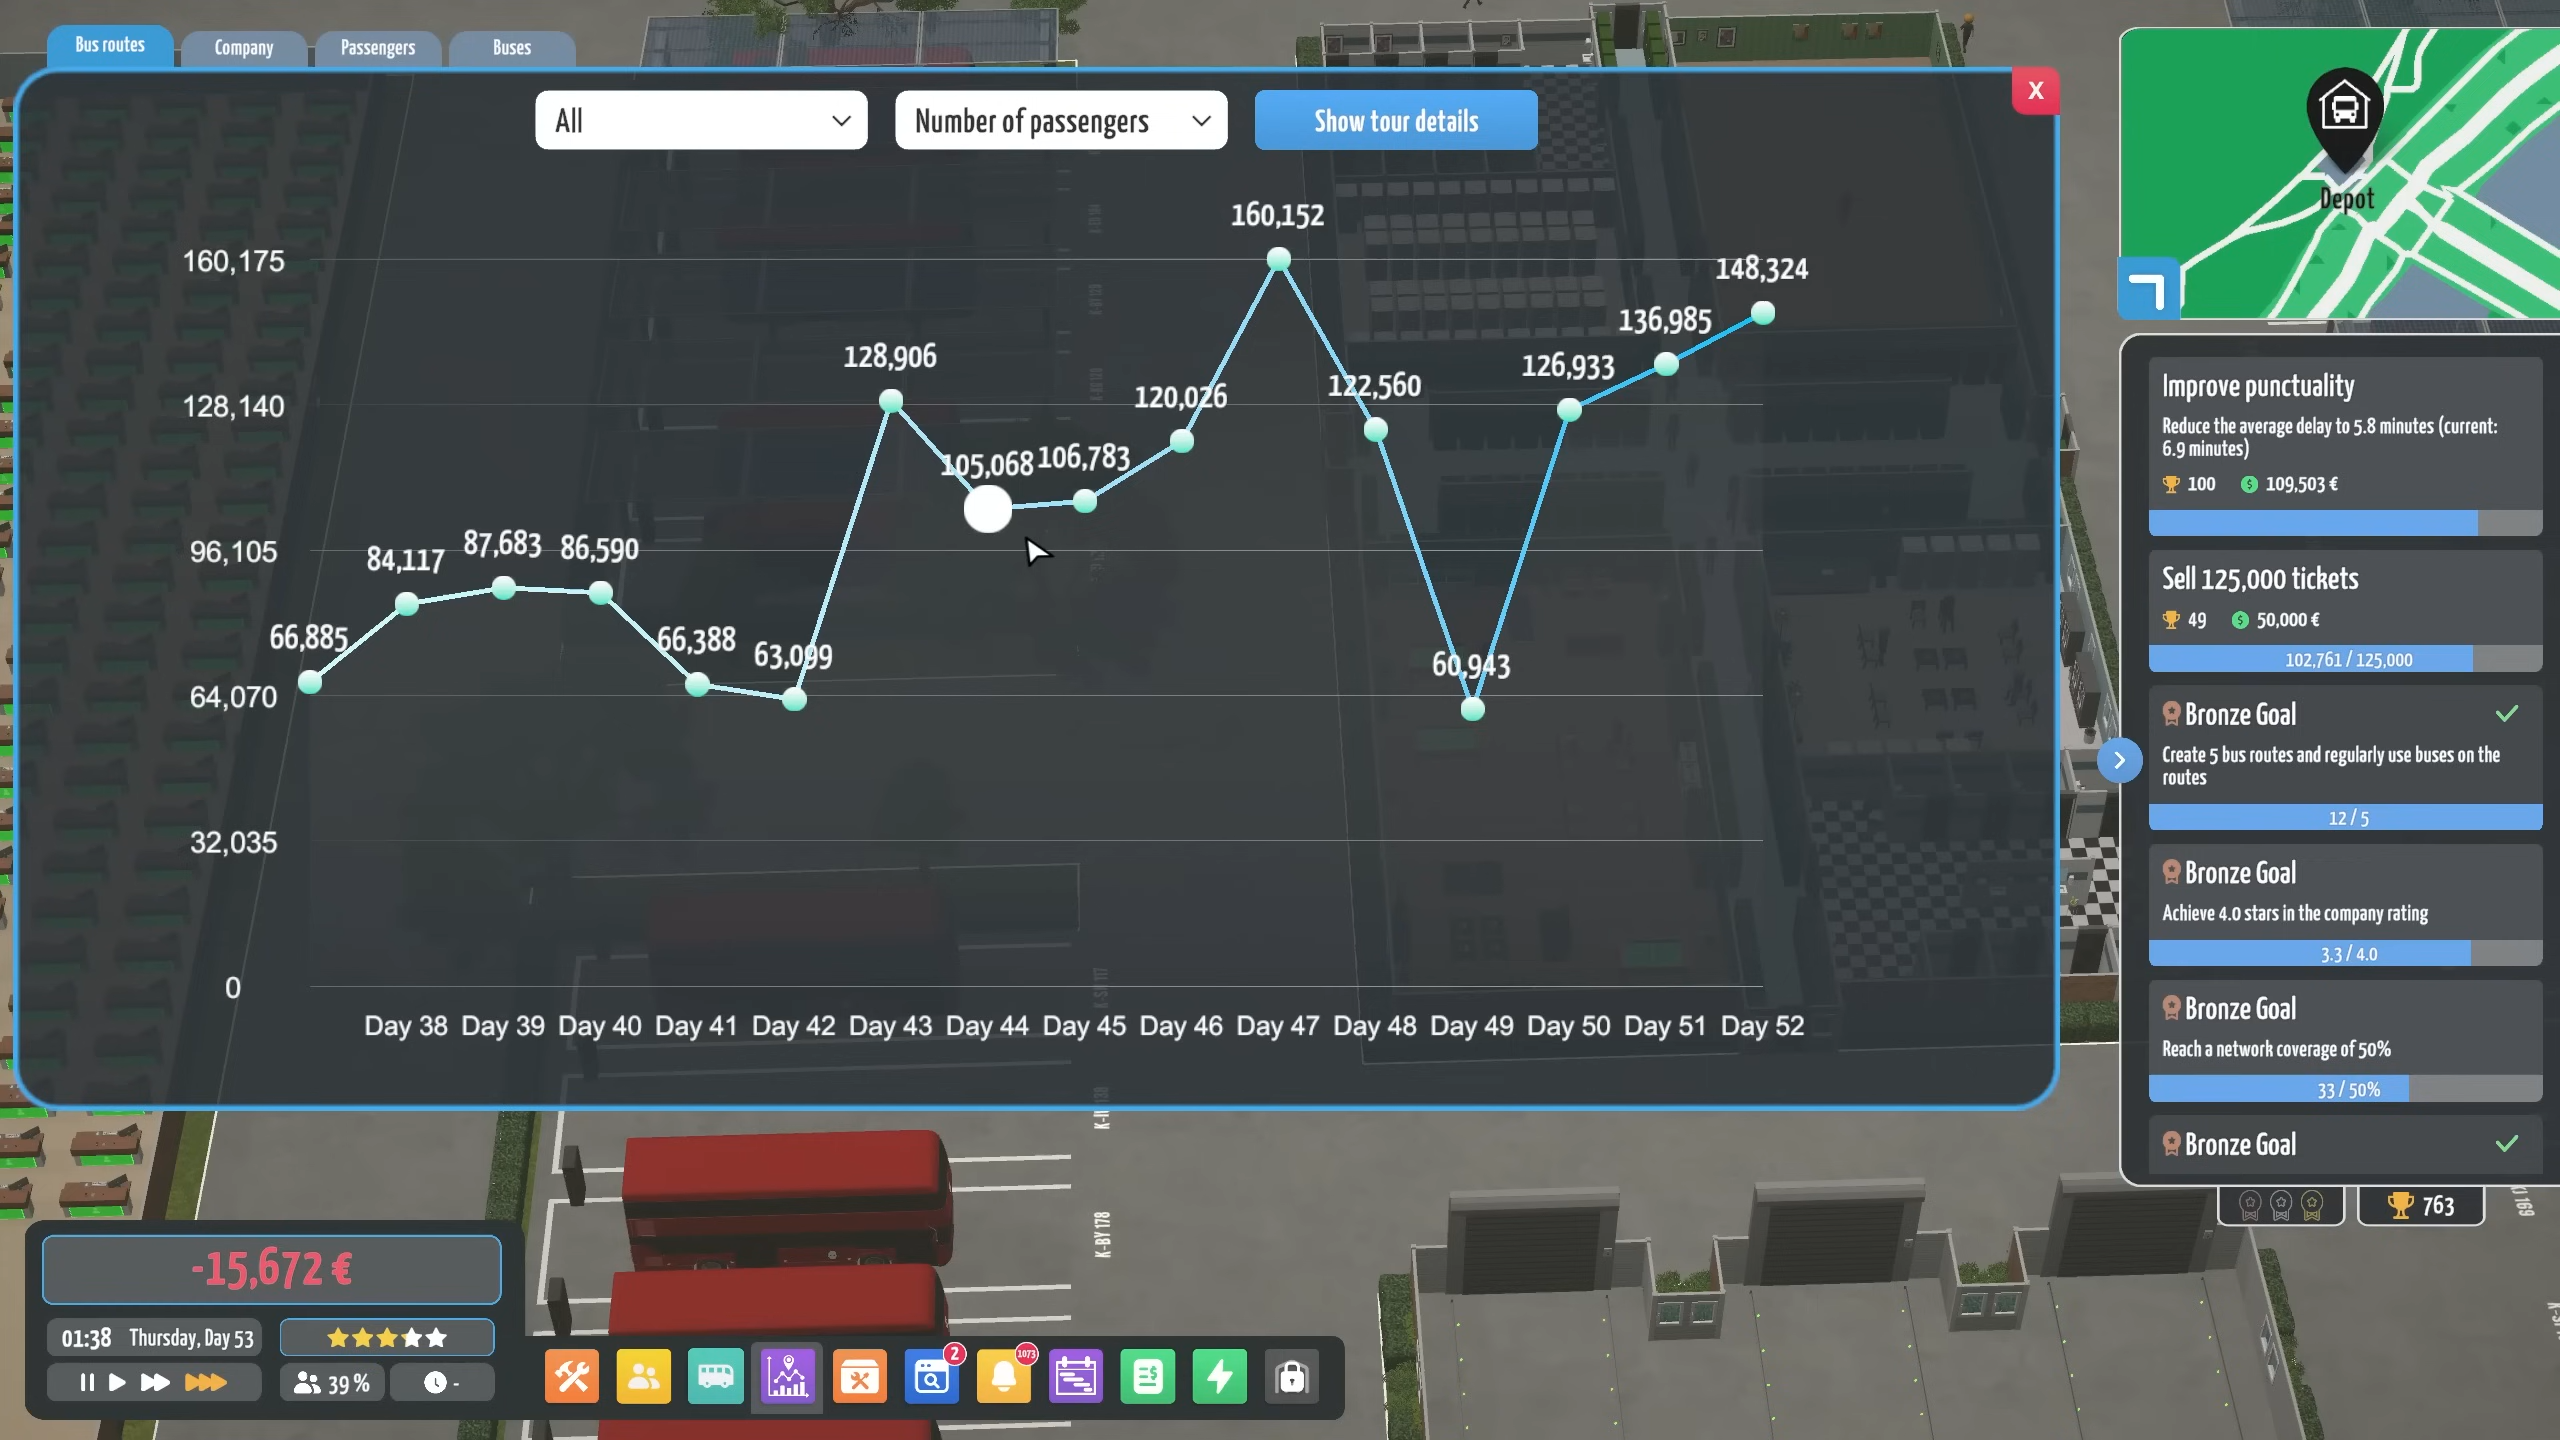 Bus routes
Company
Passengers
Buses
X
All
Number of passengers
Show tour details
160,175
128,140
96,105
64,070
32,035
0
66,885
84,117
87,683
86,590
66,388
63,099
128,906
105,068
106,783
120,026
160,152
122,560
60,943
126,933
136,985
148,324
Day 38
Day 39
Day 40
Day 41
Day 42
Day 43
Day 44
Day 45
Day 46
Day 47
Day 48
Day 49
Day 50
Day 51
Day 52
Depot
Improve punctuality
Reduce the average delay to 5.8 minutes (current:
6.9 minutes)
100
109,503 €
Sell 125,000 tickets
49
50,000 €
102,761 / 125,000
Bronze Goal
Create 5 bus routes and regularly use buses on the
routes
12 / 5
Bronze Goal
Achieve 4.0 stars in the company rating
3.3 / 4.0
Bronze Goal
Reach a network coverage of 50%
33 / 50%
Bronze Goal
763
K-BY 178
-15,672 €
01:38 Thursday, Day 53
39 %
-
2
1073